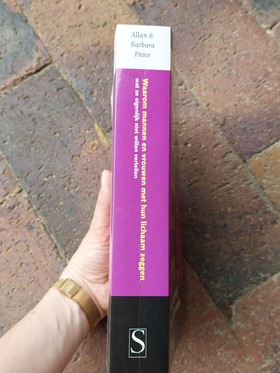 Allan &
Barbara
Pease
Waarom mannen en vrouwen met hun lichaam zeggen
wat ze eigenlijk niet willen vertellen
S